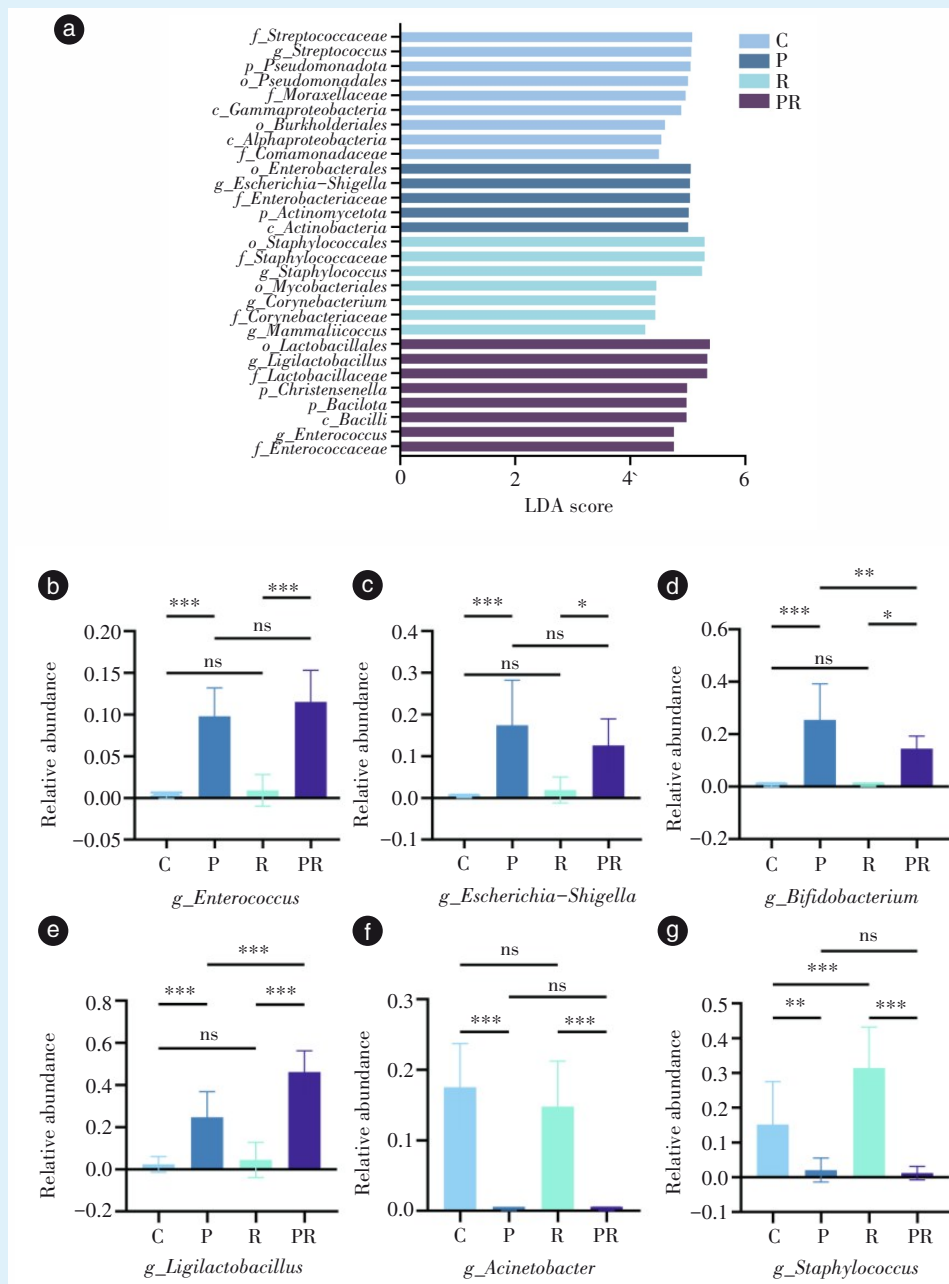 a
f_Streptococcaceae
g_Streptococcus
p_Pseudomonadota
o_Pseudomonadales
f_Moraxellaceae
c_Gammaproteobacteria
o_Burkholderiales
c_Alphaproteobacteria
f_Comamonadaceae
o_Enterobacterales
g_Escherichia-Shigella
f_Enterobacteriaceae
p_Actinomycetota
c_Actinobacteria
o_Staphylococcales
f_Staphylococcaceae
g_Staphylococcus
o_Mycobacteriales
g_Corynebacterium
f_Corynebacteriaceae
g_Mammaliicoccus
o_Lactobacillales
g_Ligilactobacillus
f_Lactobacillaceae
p_Christensenella
p_Bacilota
c_Bacilli
g_Enterococcus
f_Enterococcaceae
C
P
R
PR
0 2 4` 6
LDA score
b
***
***
ns
ns
0.20
0.15
0.10
0.05
0.00
−0.05
Relative abundance
C P R PR
g_Enterococcus
c
***
*
ns
ns
0.4
0.3
0.2
0.1
0.0
−0.1
Relative abundance
C P R PR
g_Escherichia-Shigella
d
**
***
*
ns
0.6
0.4
0.2
0.0
−0.2
Relative abundance
C P R PR
g_Bifidobacterium
e
***
***
***
ns
0.8
0.6
0.4
0.2
0.0
−0.2
Relative abundance
C P R PR
g_Ligilactobacillus
f
ns
ns
***
***
0.3
0.2
0.1
0.0
Relative abundance
C P R PR
g_Acinetobacter
g
ns
***
**
***
0.5
0.4
0.3
0.2
0.1
0.0
−0.1
Relative abundance
C P R PR
g_Staphylococcus